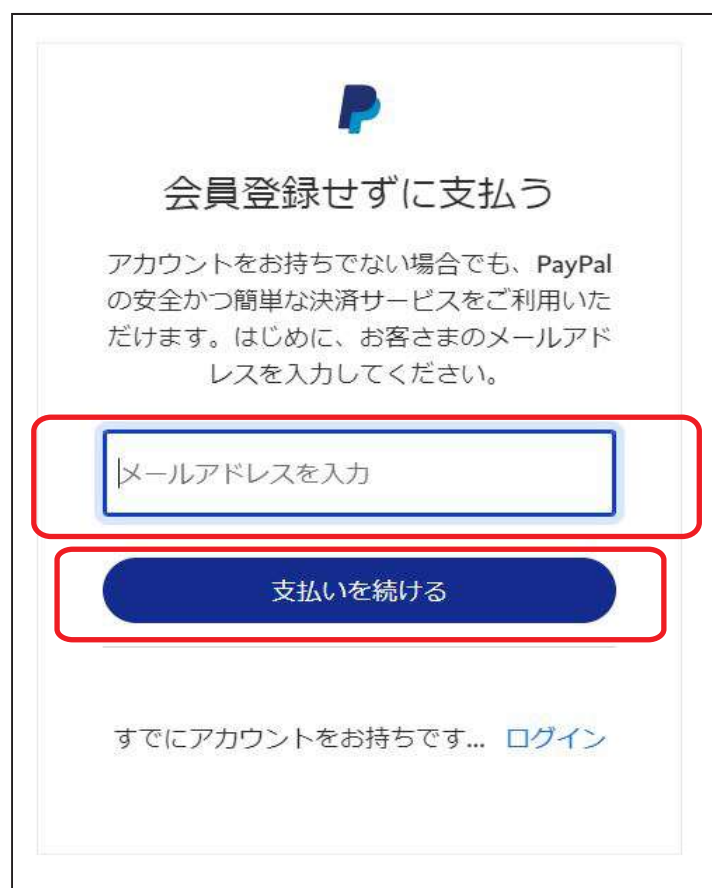 会員登録せずに支払う
アカウントをお持ちでない場合でも、PayPal
の安全かつ簡単な決済サービスをご利用いた
だけます。はじめに、お客さまのメールアド
レスを入力してください。
メールアドレスを入力
支払いを続ける
すでにアカウントをお持ちです... ログイン